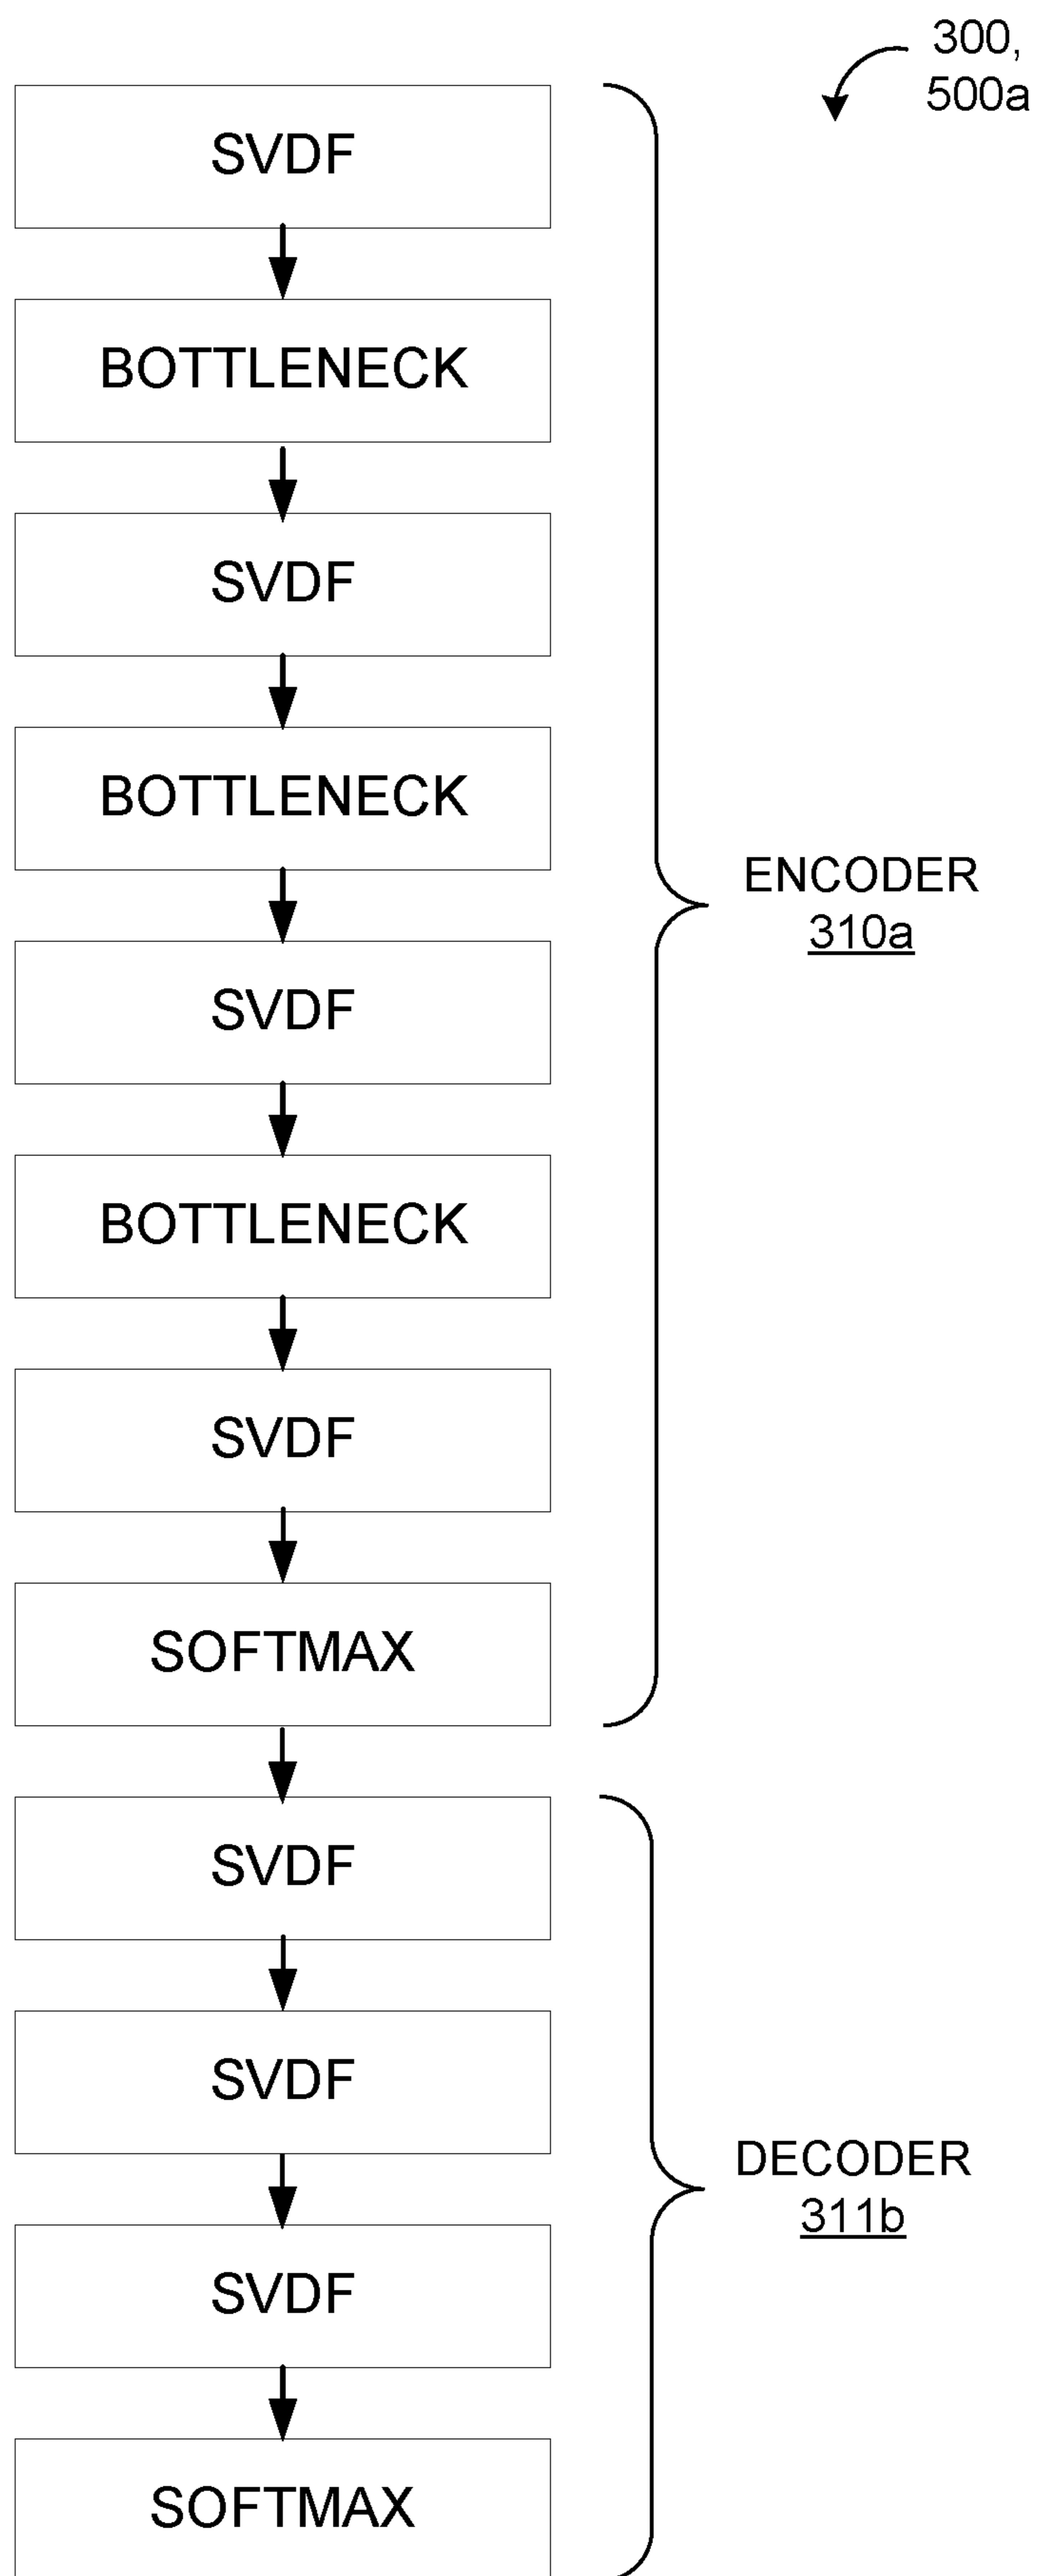 300,
500a
SVDF
BOTTLENECK
SVDF
BOTTLENECK
ENCODER
310a
SVDF
BOTTLENECK
SVDF
SOFTMAX
SVDF
SVDF
DECODER
311b
SVDF
SOFTMAX